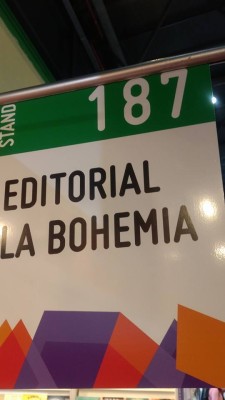 STAND
187
EDITORIAL
LA BOHEMIA